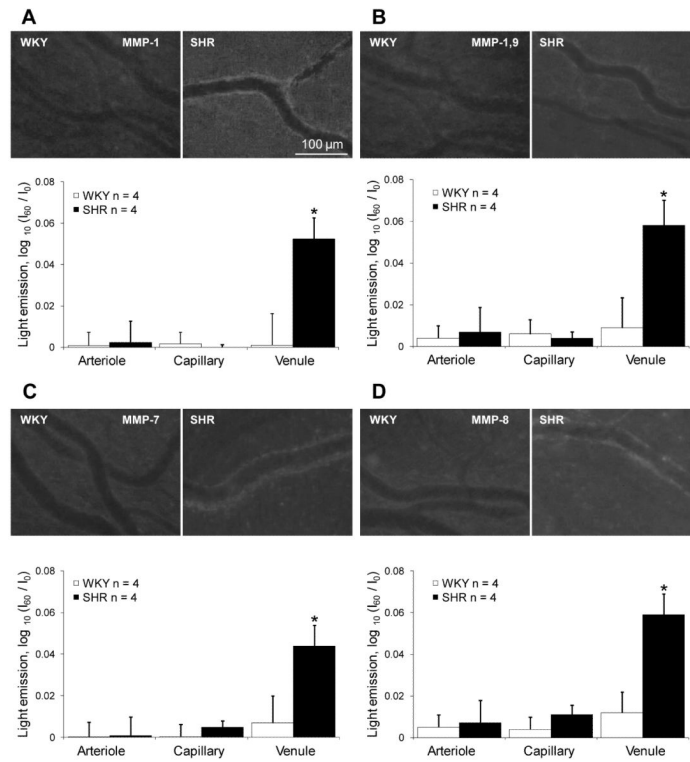 A
WKY MMP-1 SHR
100 µm
Light emission, log 10 (I60 / I0)
0.08
0.06
0.04
0.02
0
WKY n = 4
SHR n = 4
*
Arteriole Capillary Venule
B
WKY MMP-1,9 SHR
Light emission, log 10 (I60 / I0)
0.08
0.06
0.04
0.02
0
WKY n = 4
SHR n = 4
*
Arteriole Capillary Venule
C
WKY MMP-7 SHR
Light emission, log 10 (I60 / I0)
0.08
0.06
0.04
0.02
0
WKY n = 4
SHR n = 4
*
Arteriole Capillary Venule
D
WKY MMP-8 SHR
Light emission, log 10 (I60 / I0)
0.08
0.06
0.04
0.02
0
WKY n = 4
SHR n = 4
*
Arteriole Capillary Venule